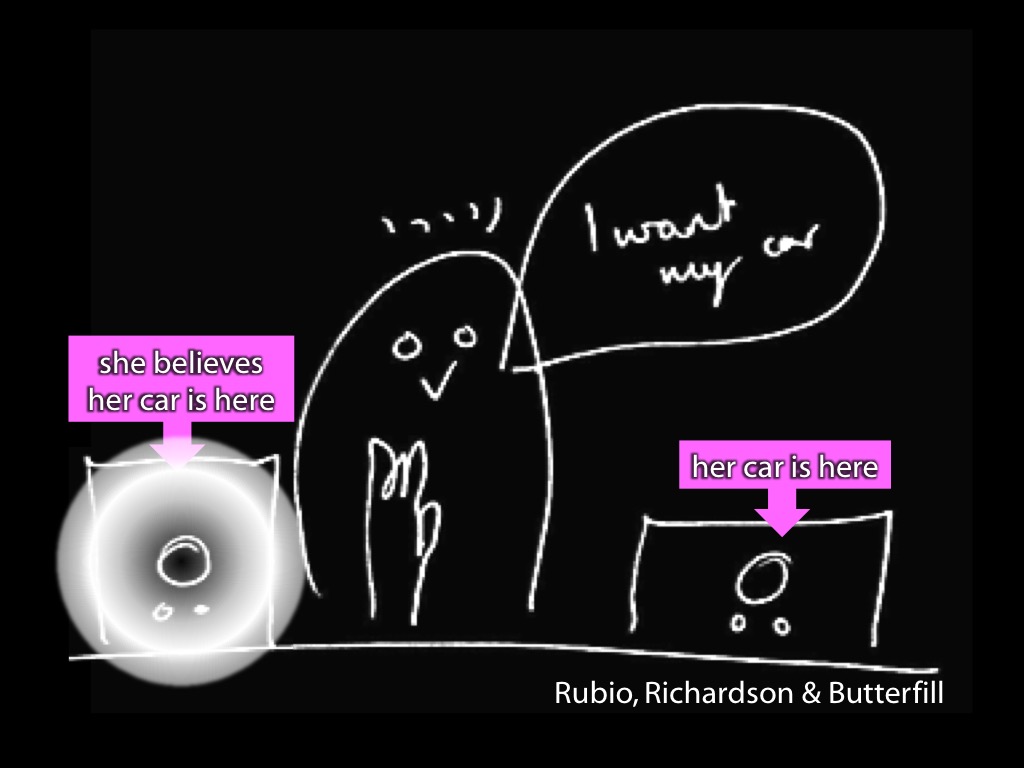 I want
my car
she believes
her car is here
her car is here
Rubio, Richardson & Butterfill